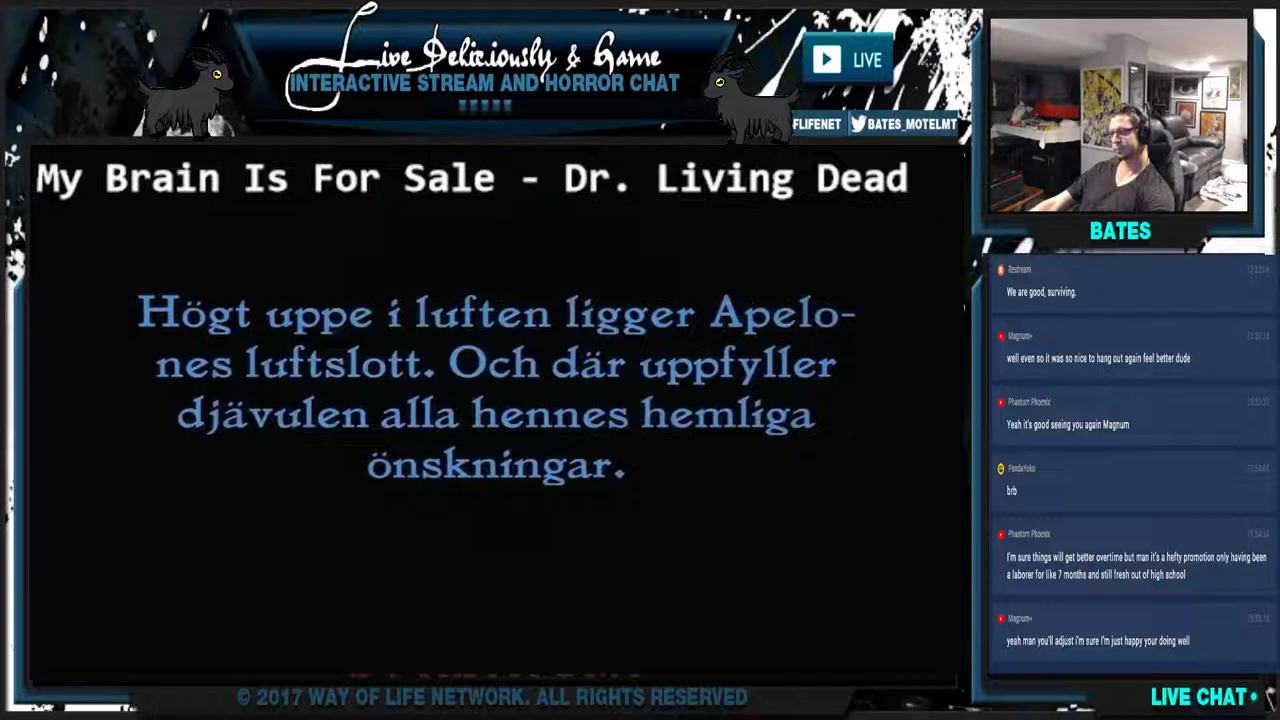 Live Deliciously & Game
INTERACTIVE STREAM AND HORROR CHAT
LIVE
FLIFENET
BATES_MOTELMT
My Brain Is For Sale - Dr. Living Dead
Högt uppe i luften ligger Apelo-
nes luftslott. Och där uppfyller
djävulen alla hennes hemliga
önskningar.
© 2017 WAY OF LIFE NETWORK. ALL RIGHTS RESERVED
BATES
Restream
We are good, surviving.
Magnum+
well even so it was so nice to hang out again feel better dude
Phantom Phoenix
Yeah it's good seeing you again Magnum
PandaYoko
brb
Phantom Phoenix
I'm sure things will get better overtime but man it's a hefty promotion only having been
a laborer for like 7 months and still fresh out of high school
Magnum+
yeah man you'll adjust i'm sure I'm just happy your doing well
LIVE CHAT